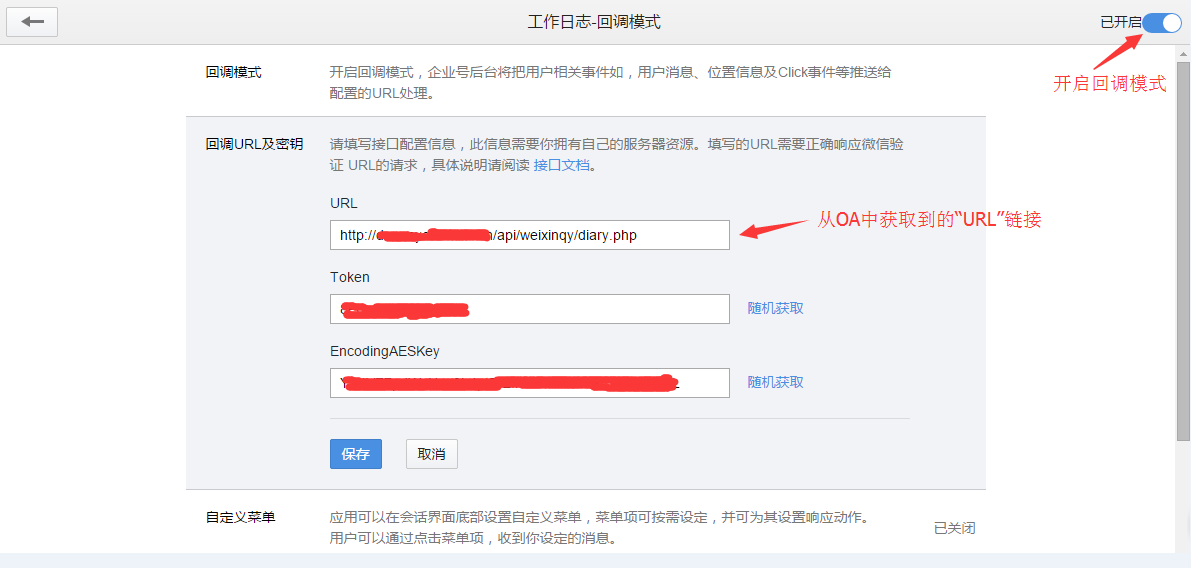 工作日志-回调模式
已开启
开启回调模式
回调模式
开启回调模式，企业号后台将把用户相关事件如，用户消息、位置信息及Click事件等推送给
配置的URL处理。
回调URL及密钥
请填写接口配置信息，此信息需要你拥有自己的服务器资源。填写的URL需要正确响应微信验
证 URL的请求，具体说明请阅读 接口文档。
URL
http:// /api/weixinqy/diary.php
从OA中获取到的“URL”链接
Token
随机获取
EncodingAESKey
随机获取
保存
取消
自定义菜单
应用可以在会话界面底部设置自定义菜单，菜单项可按需设定，并可为其设置响应动作。
用户可以通过点击菜单项，收到你设定的消息。
已关闭